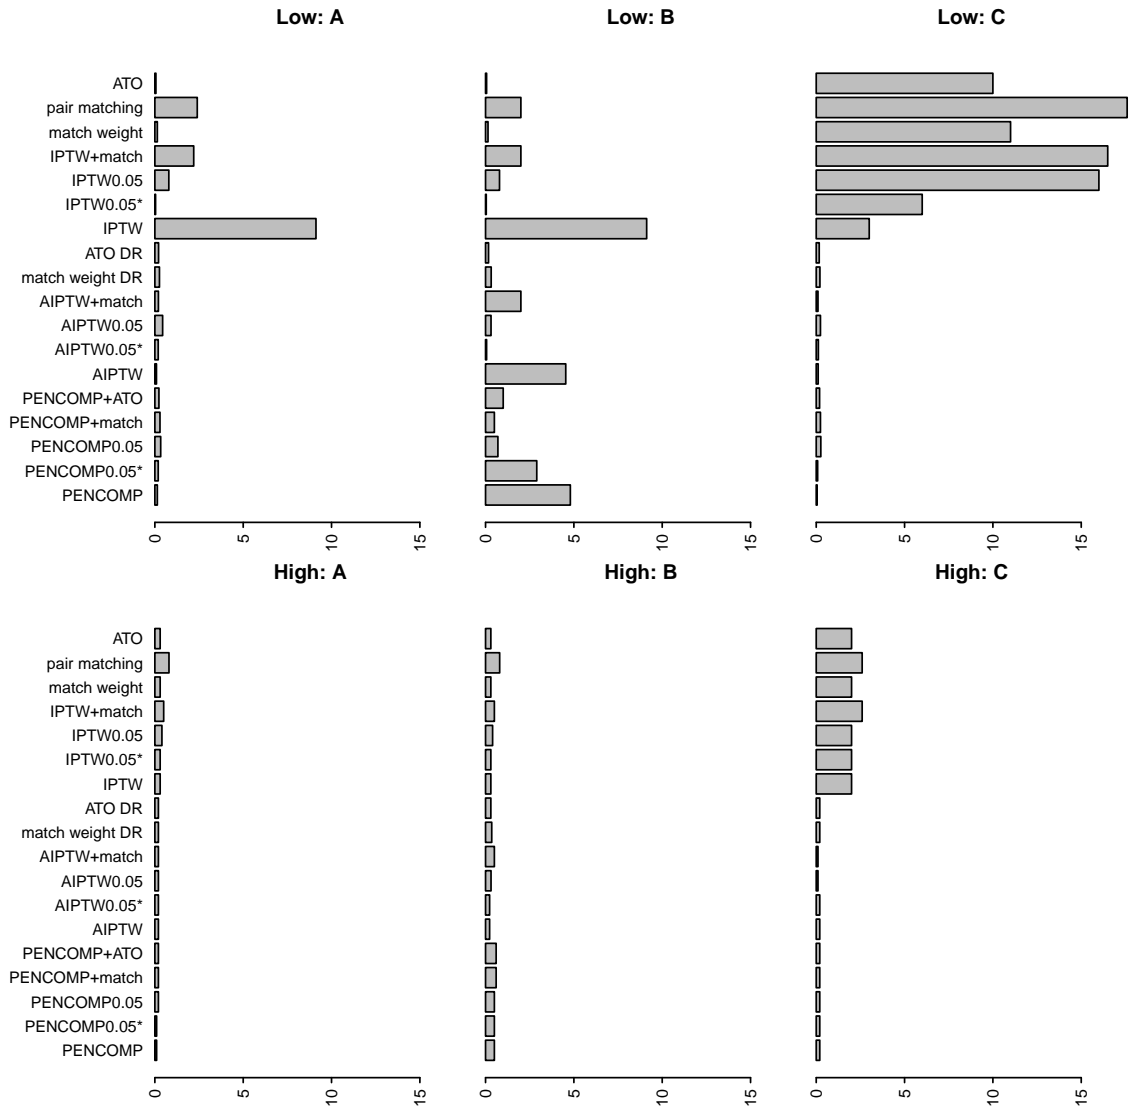 Low: A Low: B Low: C
ATO
pair matching
match weight
IPTW+match
IPTW0.05
IPTW0.05*
IPTW
ATO DR
match weight DR
AIPTW+match
AIPTW0.05
AIPTW0.05*
AIPTW
PENCOMP+ATO
PENCOMP+match
PENCOMP0.05
PENCOMP0.05*
PENCOMP
0 5 10 15 0 5 10 15 0 5 10 15
High: A High: B High: C
ATO
pair matching
match weight
IPTW+match
IPTW0.05
IPTW0.05*
IPTW
ATO DR
match weight DR
AIPTW+match
AIPTW0.05
AIPTW0.05*
AIPTW
PENCOMP+ATO
PENCOMP+match
PENCOMP0.05
PENCOMP0.05*
PENCOMP
0 5 10 15 0 5 10 15 0 5 10 15